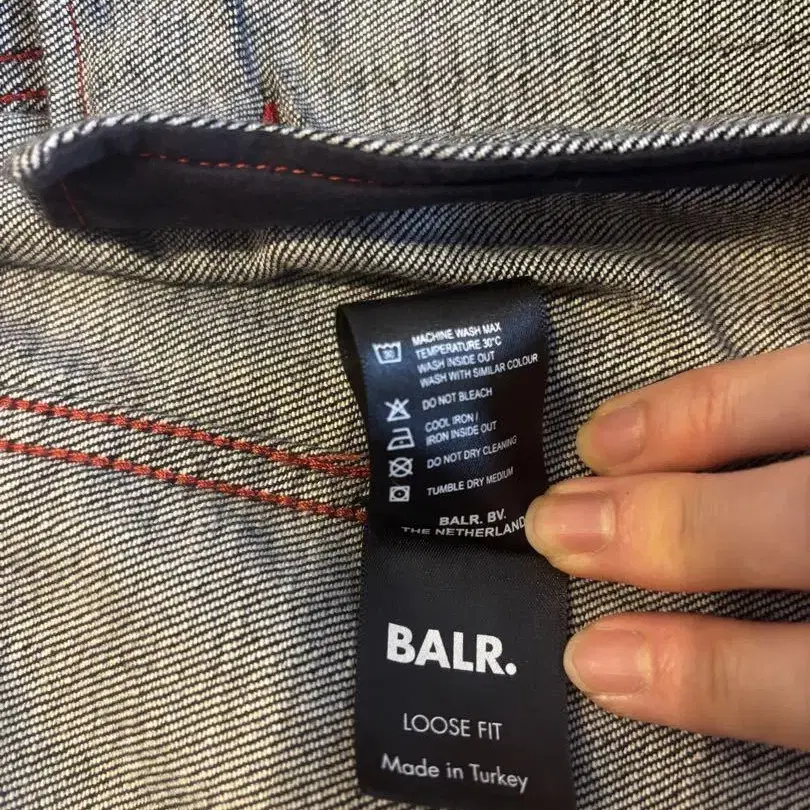 30
MACHINE WASH MAX
TEMPERATURE 30°C
WASH INSIDE OUT
WASH WITH SIMILAR COLOUR
DO NOT BLEACH
COOL IRON /
IRON INSIDE OUT
DO NOT DRY CLEANING
TUMBLE DRY MEDIUM
BALR. BV.
THE NETHERLAND
BALR.
LOOSE FIT
Made in Turkey